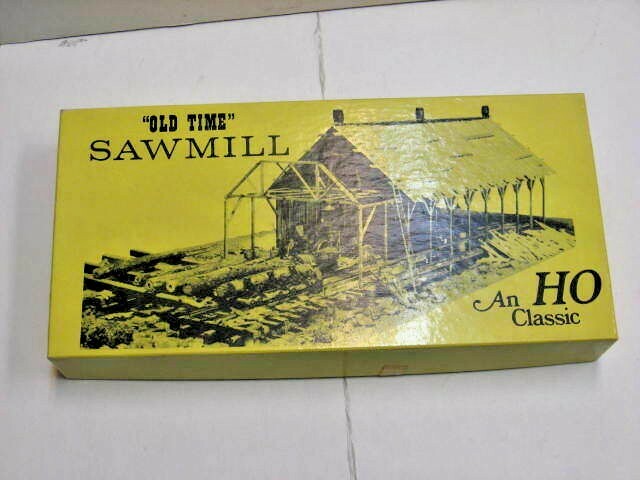 "OLD TIME"
SAWMILL
An HO
Classic